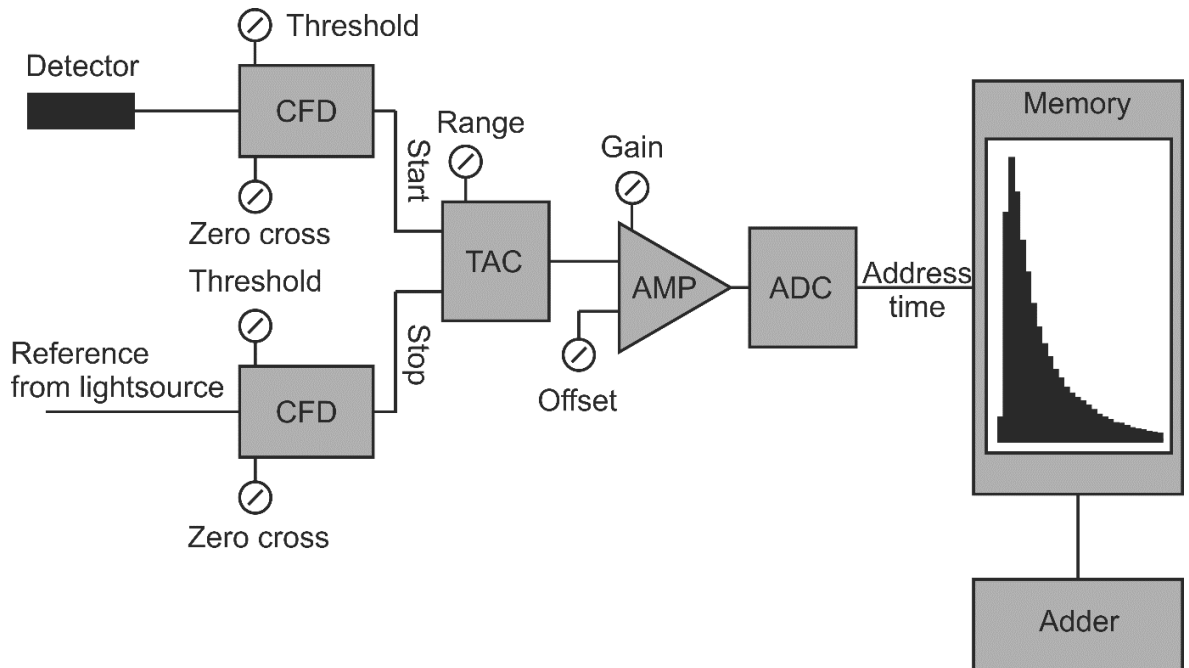 Threshold
Detector
CFD
Zero cross
Start
Range
TAC
Threshold
Reference
from lightsource
CFD
Zero cross
Stop
Gain
AMP
Offset
ADC
Address
time
Memory
Adder